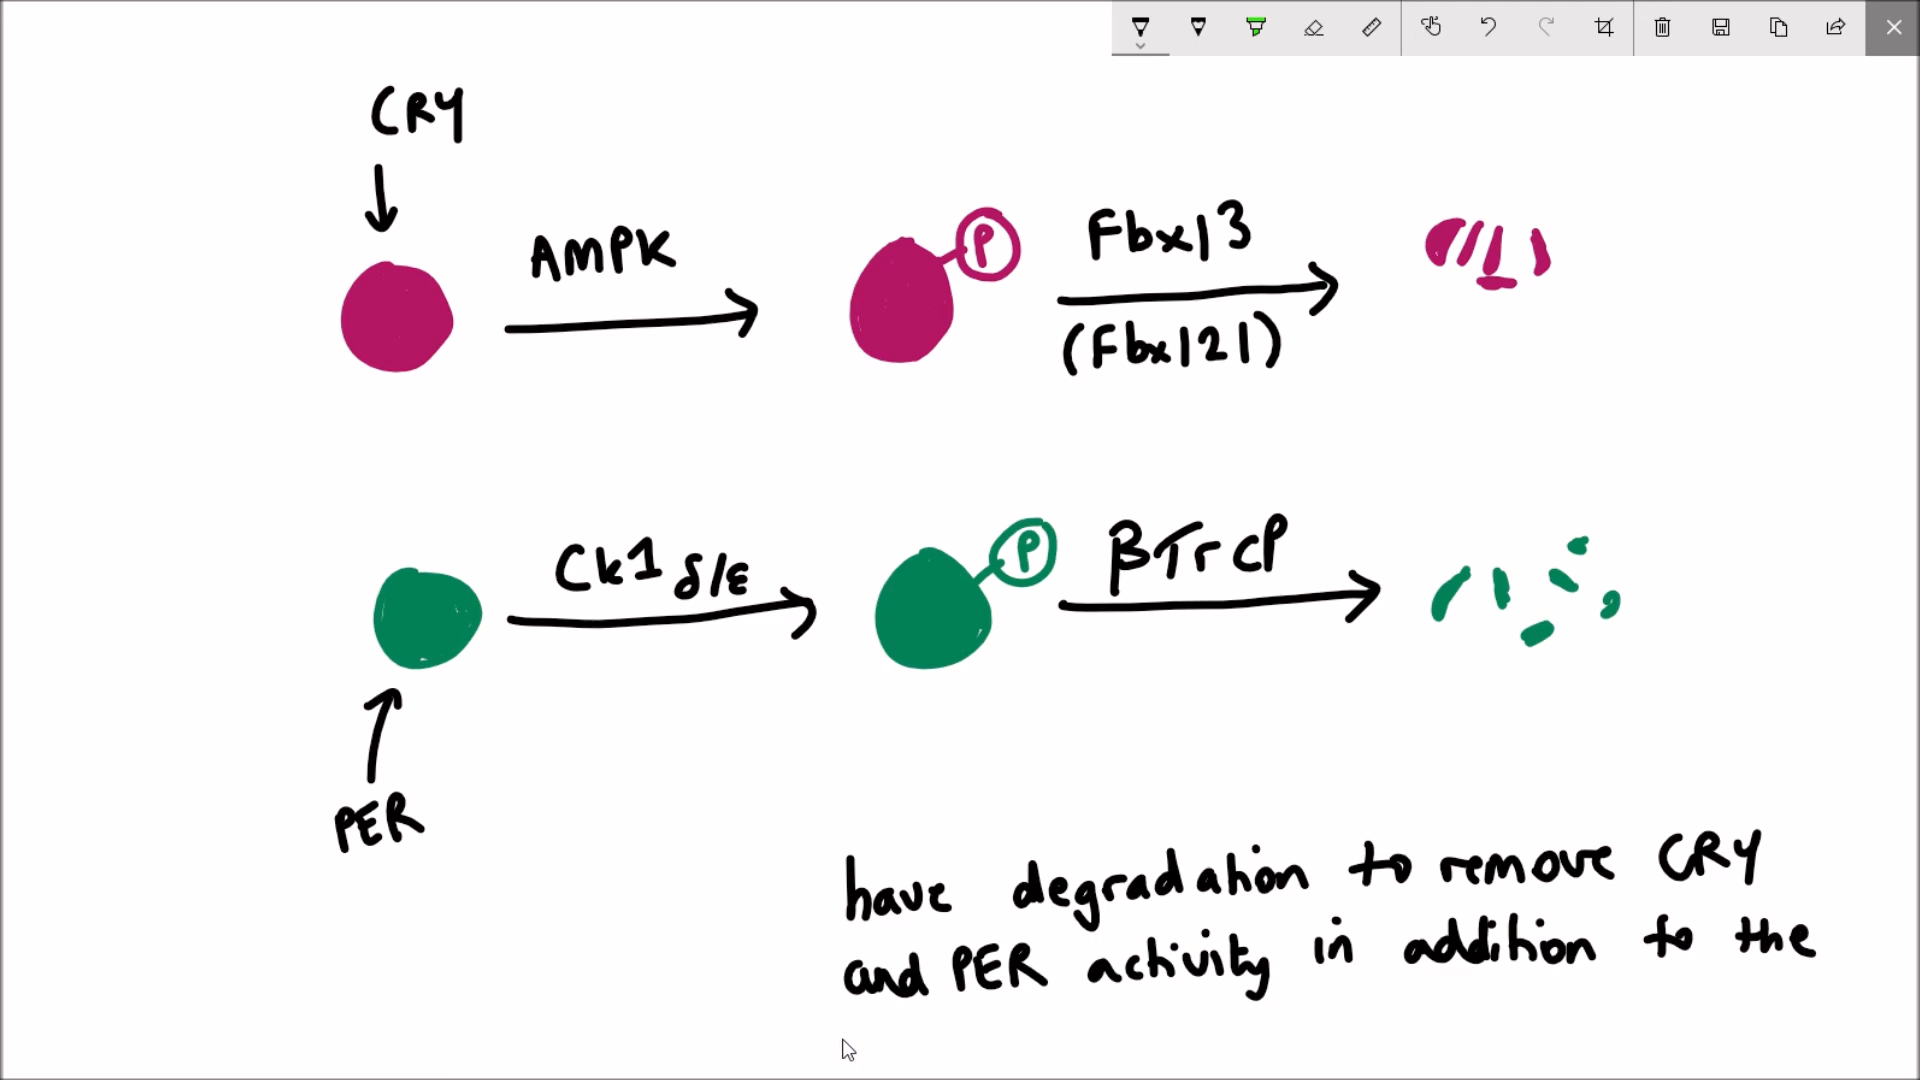 CRY
AMPK
P
Fbxl3
(Fbxl21)
Ck1 δ/ε
P
βTrCP
PER
have degradation to remove CRY
and PER activity in addition to the